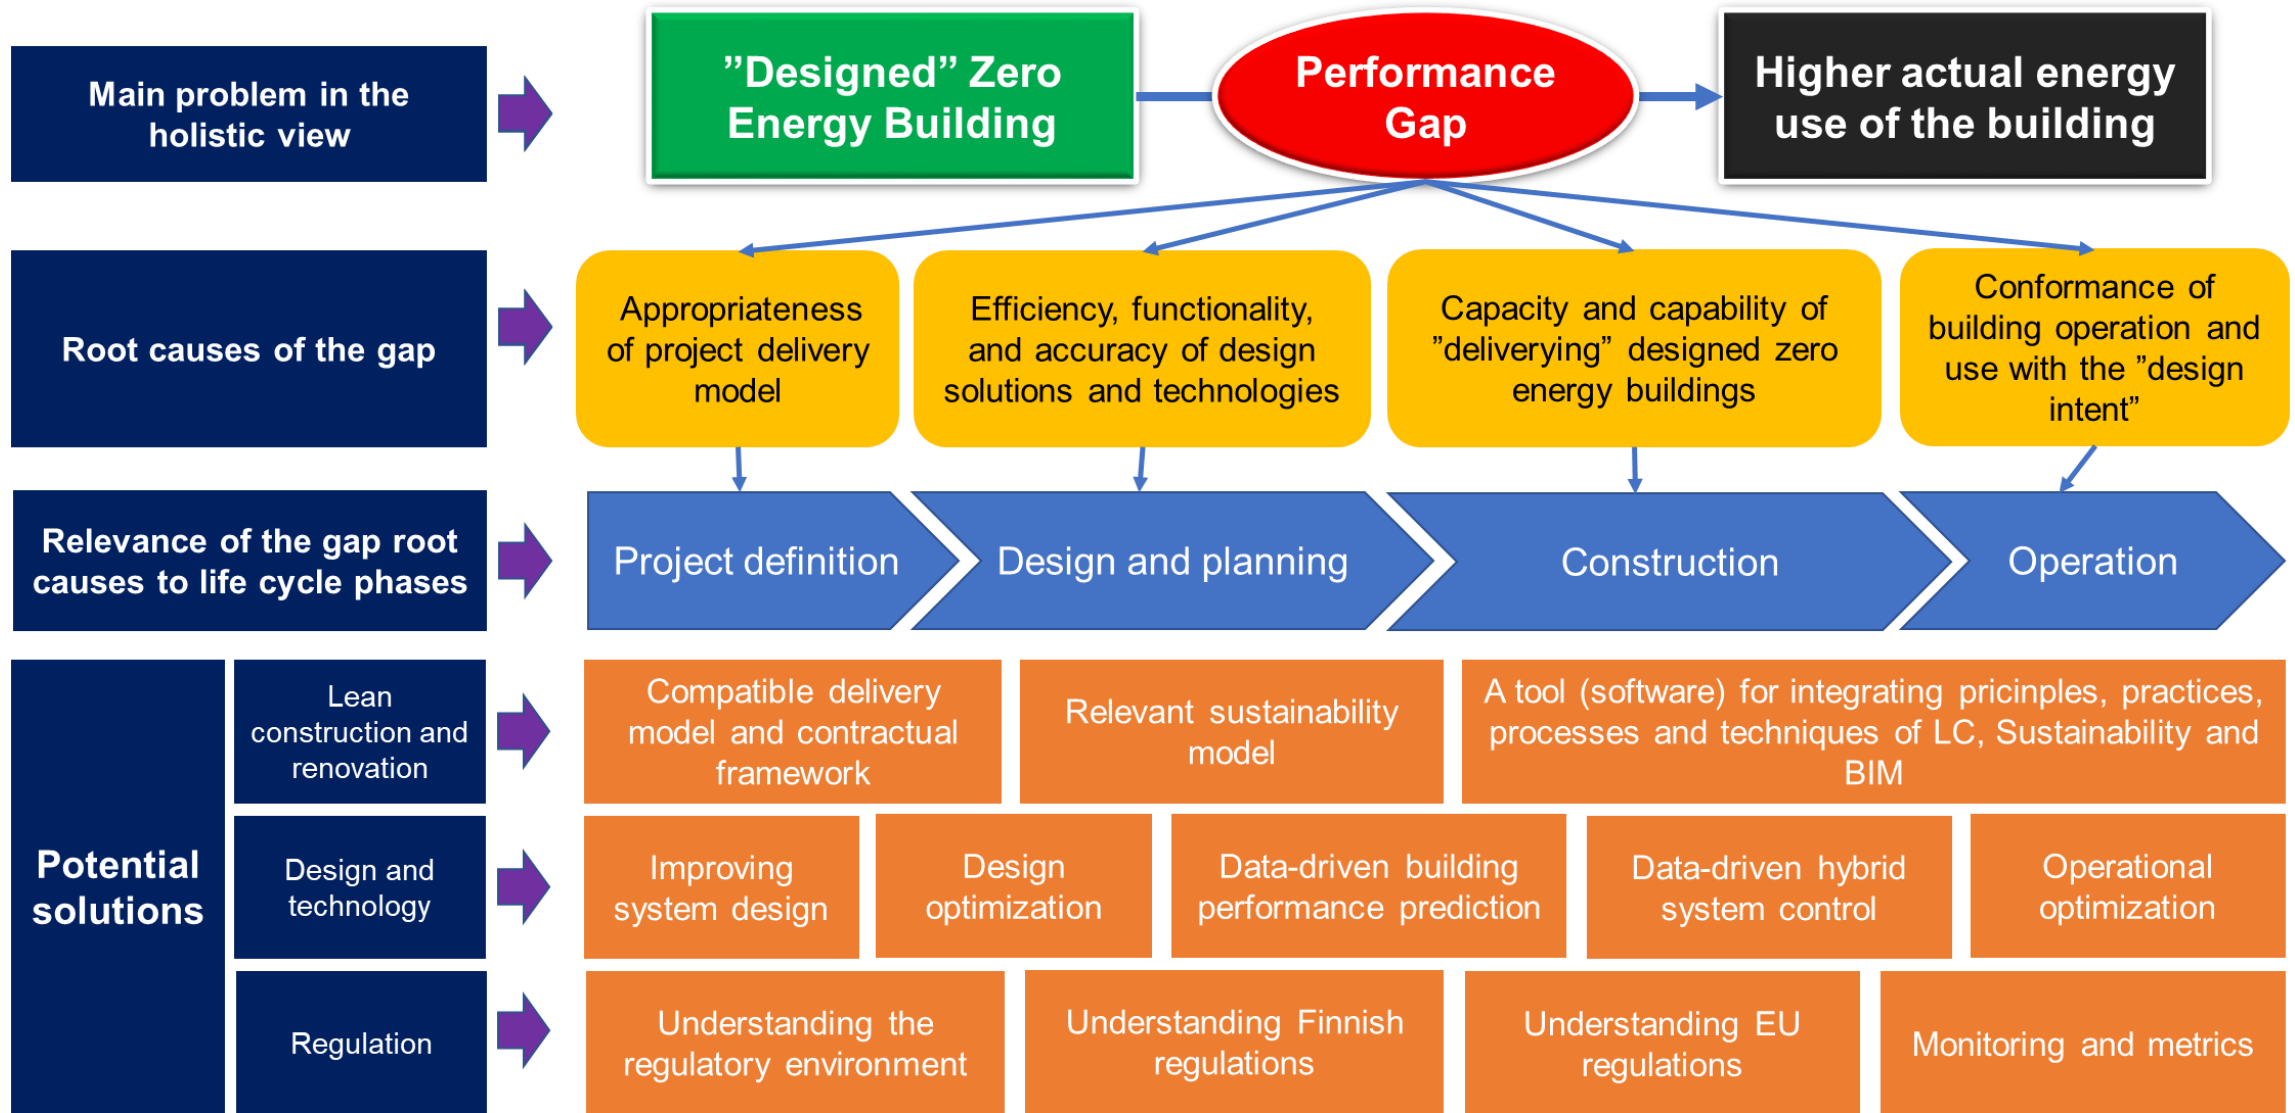 Main problem in the
holistic view
”Designed” Zero
Energy Building
Performance
Gap
Higher actual energy
use of the building
Root causes of the gap
Appropriateness
of project delivery
model
Efficiency, functionality,
and accuracy of design
solutions and technologies
Capacity and capability of
”deliverying” designed zero
energy buildings
Conformance of
building operation and
use with the ”design
intent”
Relevance of the gap root
causes to life cycle phases
Project definition
Design and planning
Construction
Operation
Potential
solutions
Lean
construction and
renovation
Compatible delivery
model and contractual
framework
Relevant sustainability
model
A tool (software) for integrating pricinples, practices,
processes and techniques of LC, Sustainability and
BIM
Design and
technology
Improving
system design
Design
optimization
Data-driven building
performance prediction
Data-driven hybrid
system control
Operational
optimization
Regulation
Understanding the
regulatory environment
Understanding Finnish
regulations
Understanding EU
regulations
Monitoring and metrics